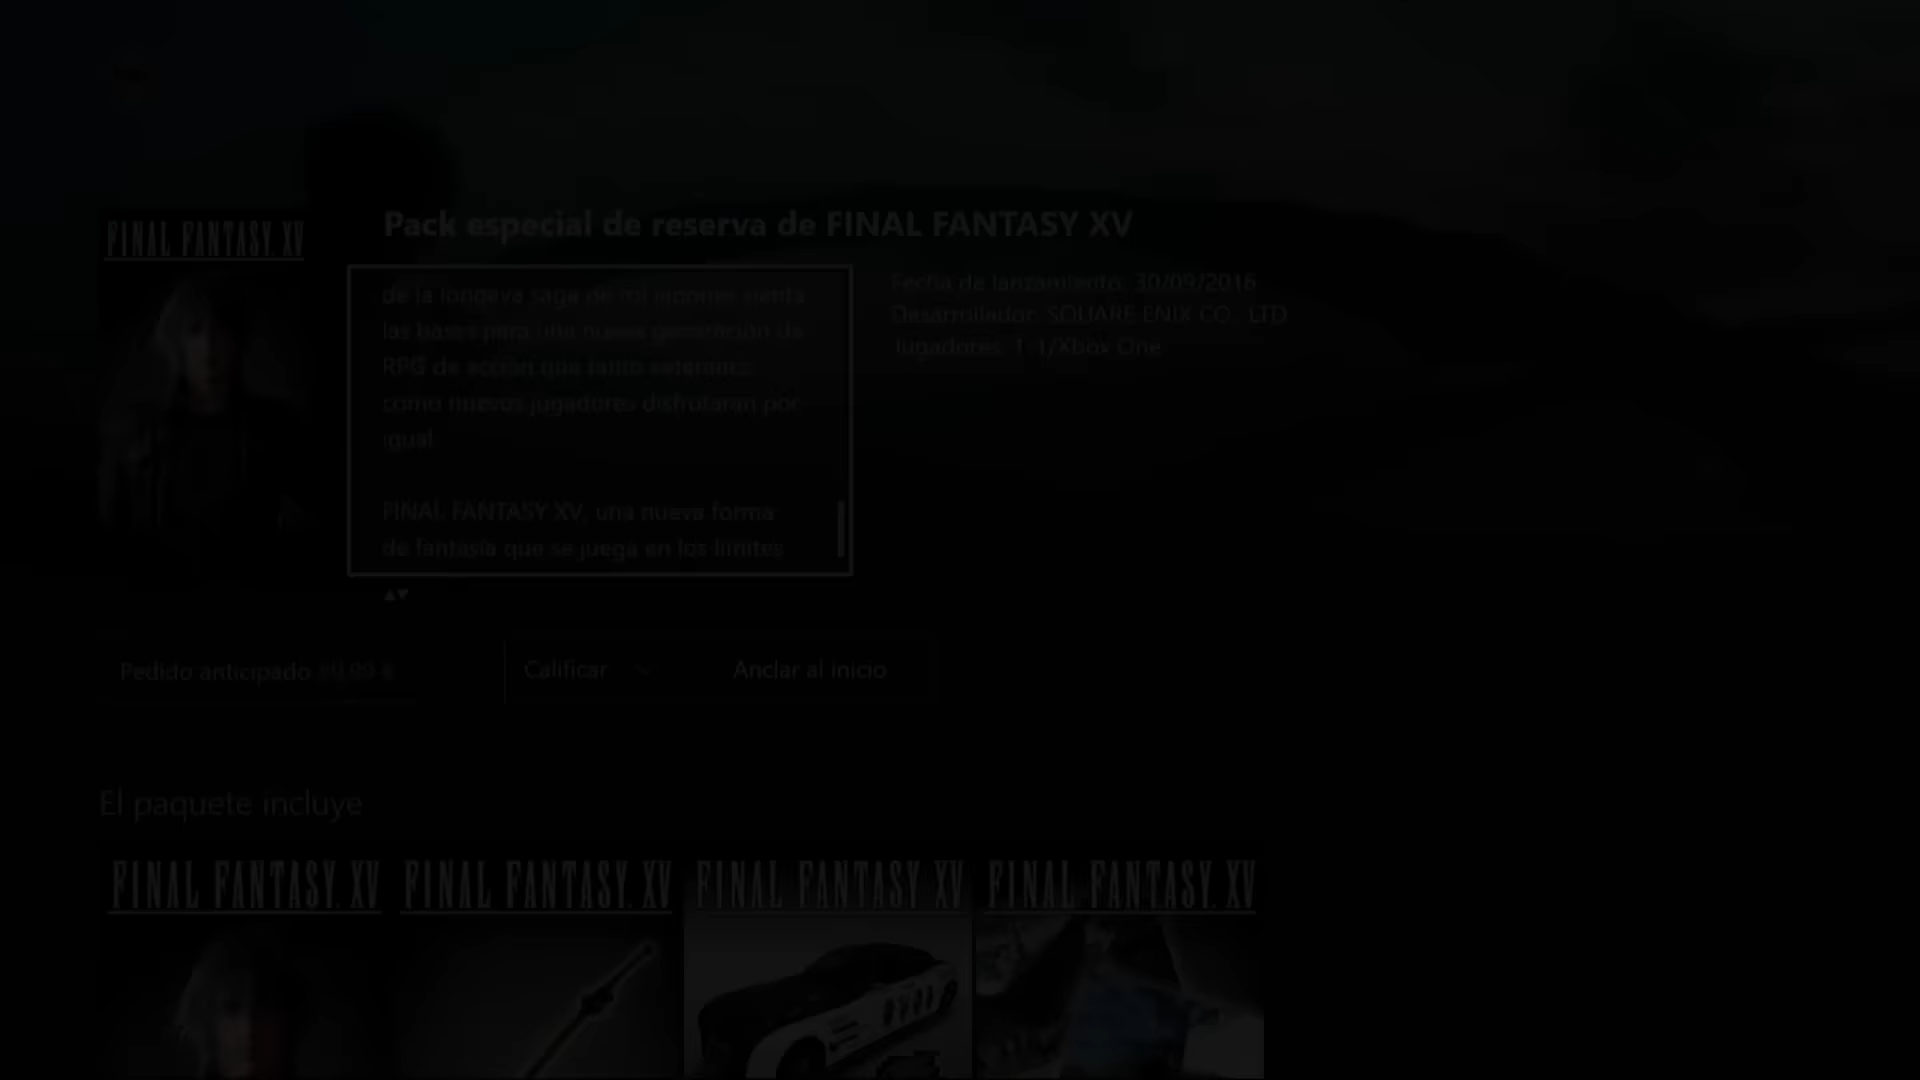 FINAL FANTASY XV
Pack especial de reserva de FINAL FANTASY XV
de la longeva saga de rol japonés sienta
las bases para una nueva generación de
RPG de acción que tanto veteranos
como nuevos jugadores disfrutarán por
igual.
FINAL FANTASY XV, una nueva forma
de fantasía que se juega en los límites
Fecha de lanzamiento: 30/09/2016
Desarrollador: SQUARE ENIX CO., LTD.
Jugadores: 1-1/Xbox One
Pedido anticipado
Calificar
Anclar al inicio
El paquete incluye
FINAL FANTASY XV
FINAL FANTASY XV
FINAL FANTASY XV
FINAL FANTASY XV